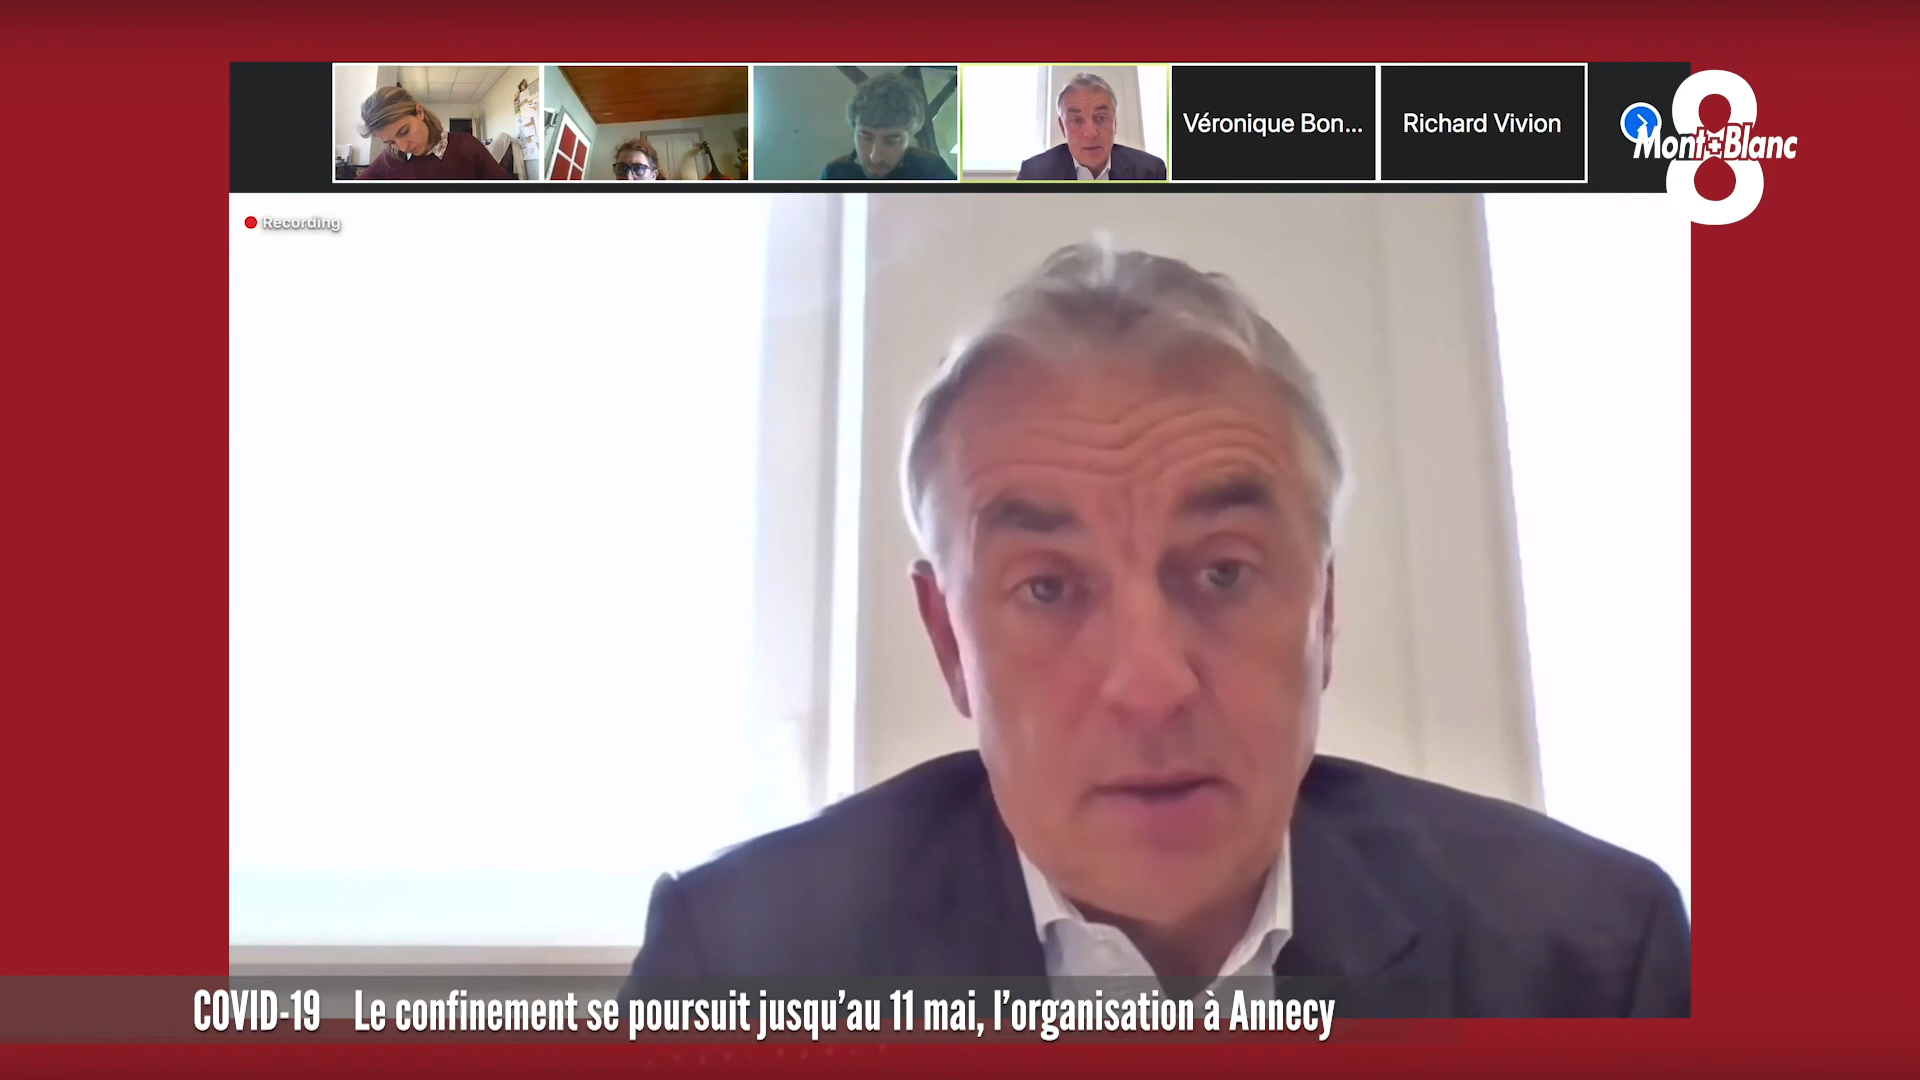 Véronique Bon...
Richard Vivion
8
Mont-Blanc
Recording
COVID-19 Le confinement se poursuit jusqu'au 11 mai, l'organisation à Annecy